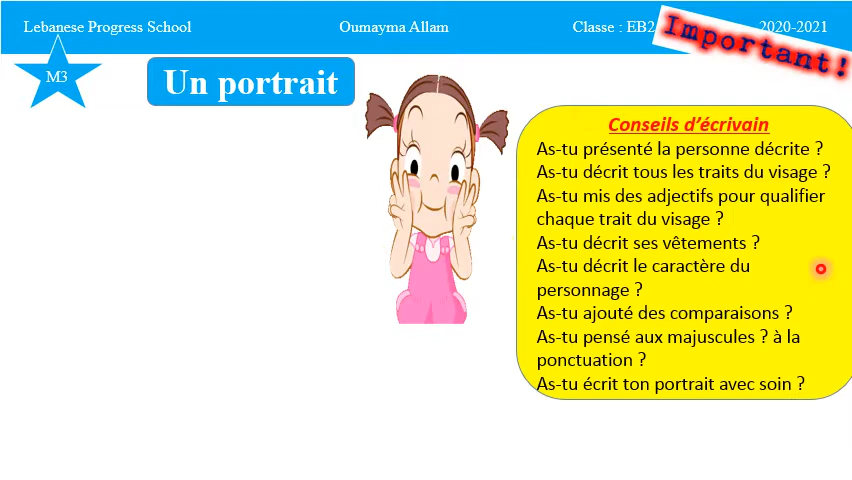 Lebanese Progress School Oumayma Allam Classe : EB2 2020-2021
Important!
M3
Un portrait
Conseils d'écrivain
As-tu présenté la personne décrite ?
As-tu décrit tous les traits du visage ?
As-tu mis des adjectifs pour qualifier
chaque trait du visage ?
As-tu décrit ses vêtements ?
As-tu décrit le caractère du
personnage ?
As-tu ajouté des comparaisons ?
As-tu pensé aux majuscules ? à la
ponctuation ?
As-tu écrit ton portrait avec soin ?